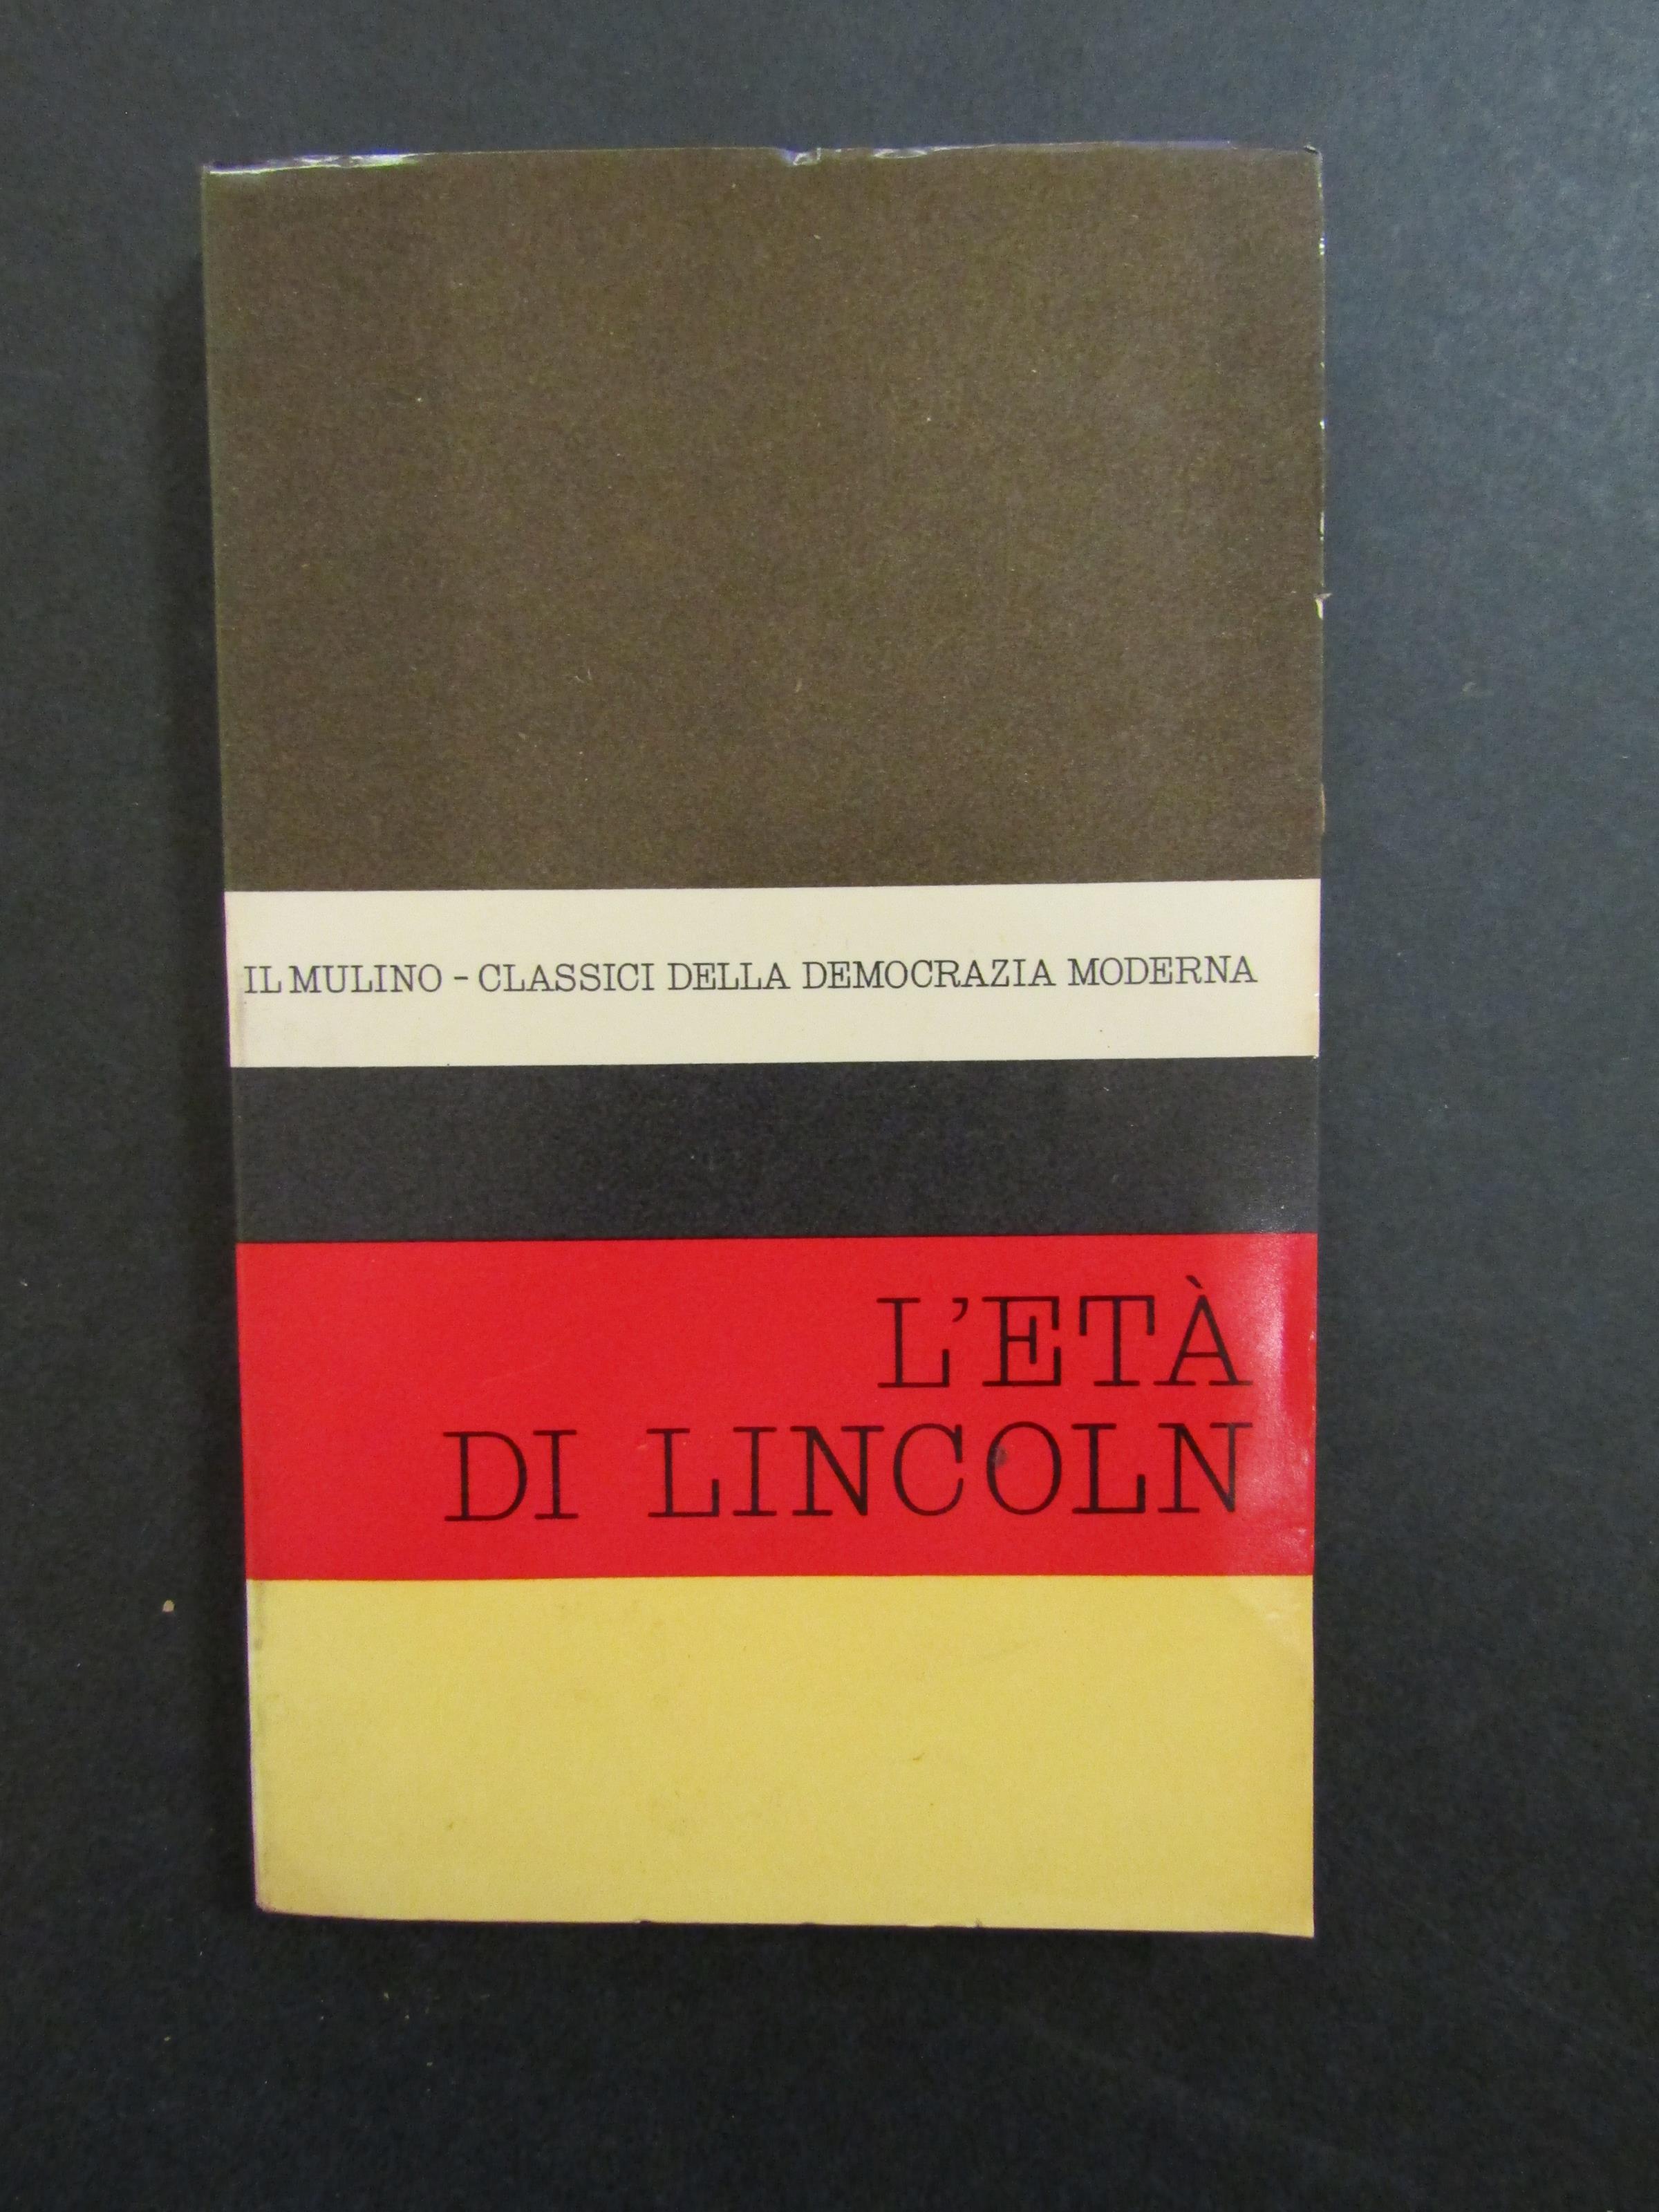 IL MULINO - CLASSICI DELLA DEMOCRAZIA MODERNA
L'ETÀ
DI LINCOLN